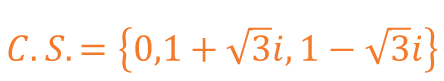 C.S.= {0,1 + √3i, 1 − √3i}